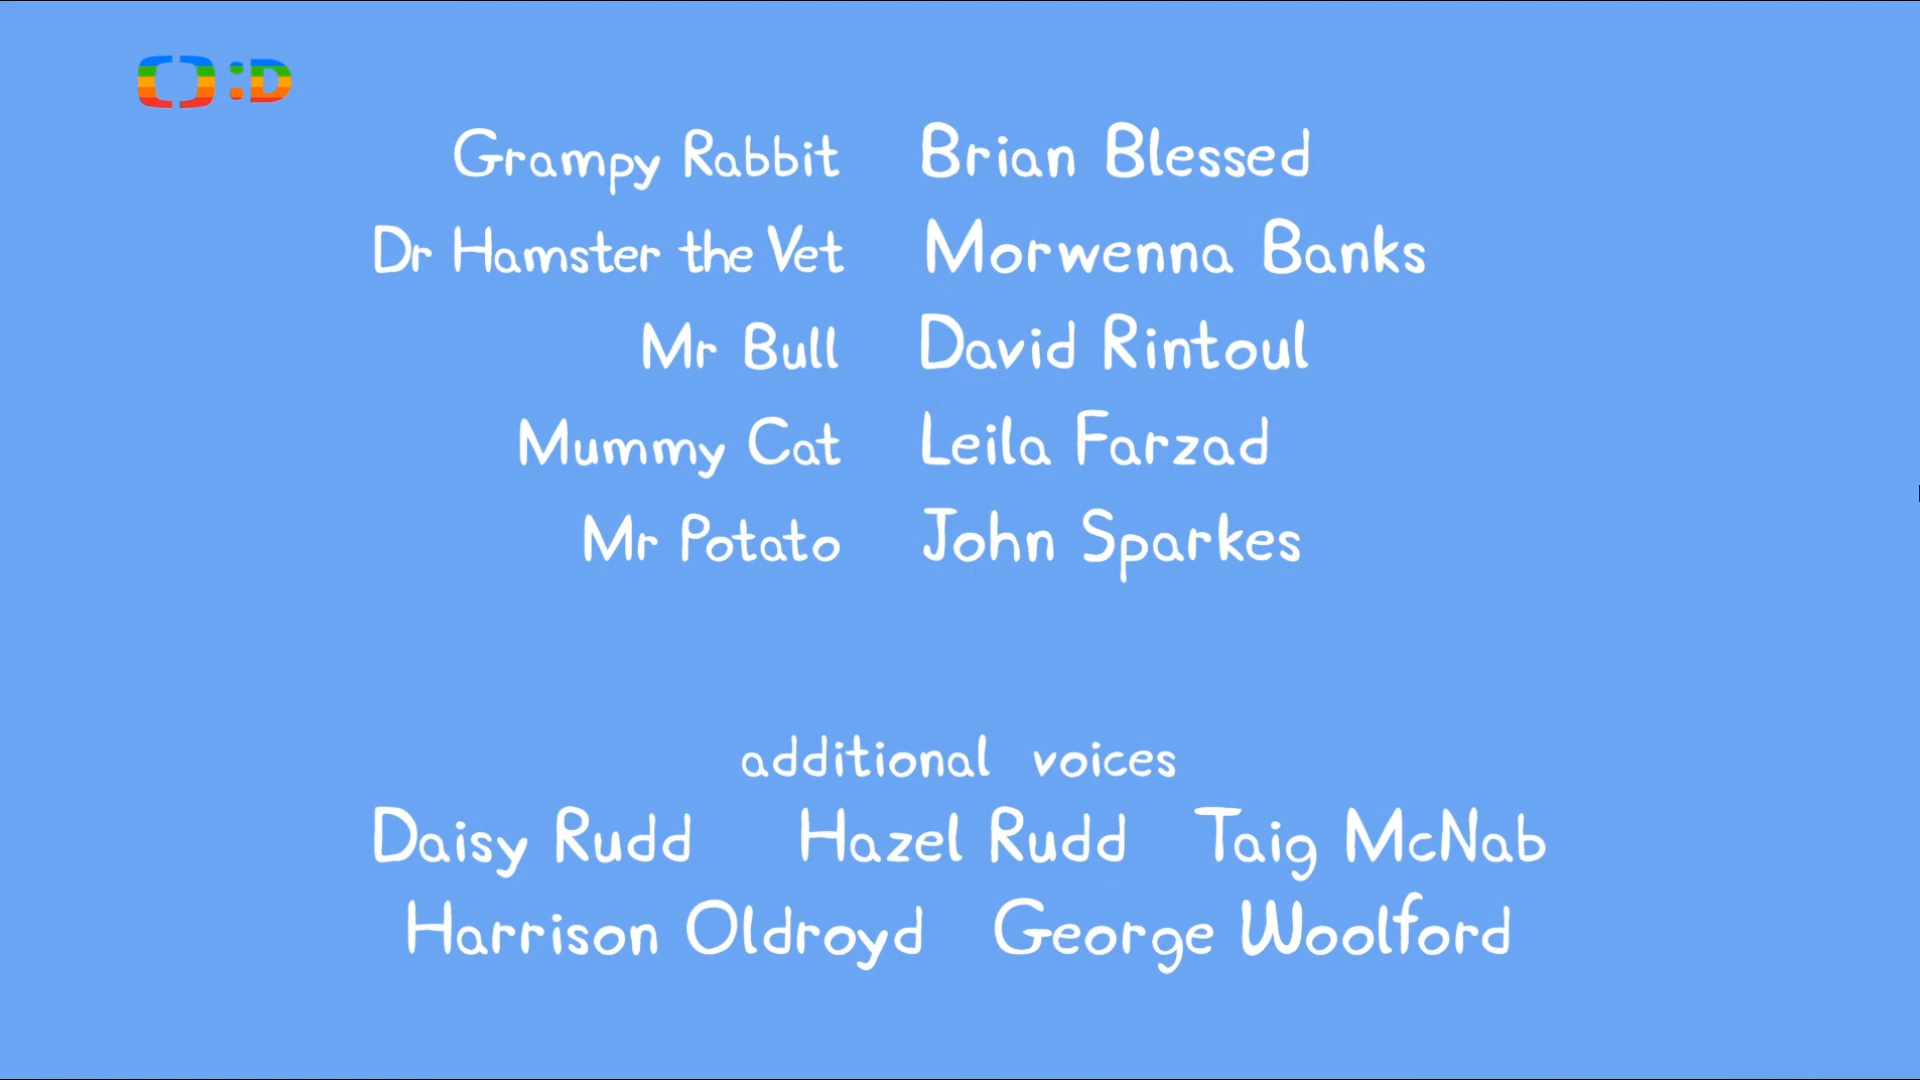 :D
Grampy Rabbit Brian Blessed
Dr Hamster the Vet Morwenna Banks
Mr Bull David Rintoul
Mummy Cat Leila Farzad
Mr Potato John Sparkes
additional voices
Daisy Rudd Hazel Rudd Taig McNab
Harrison Oldroyd George Woolford